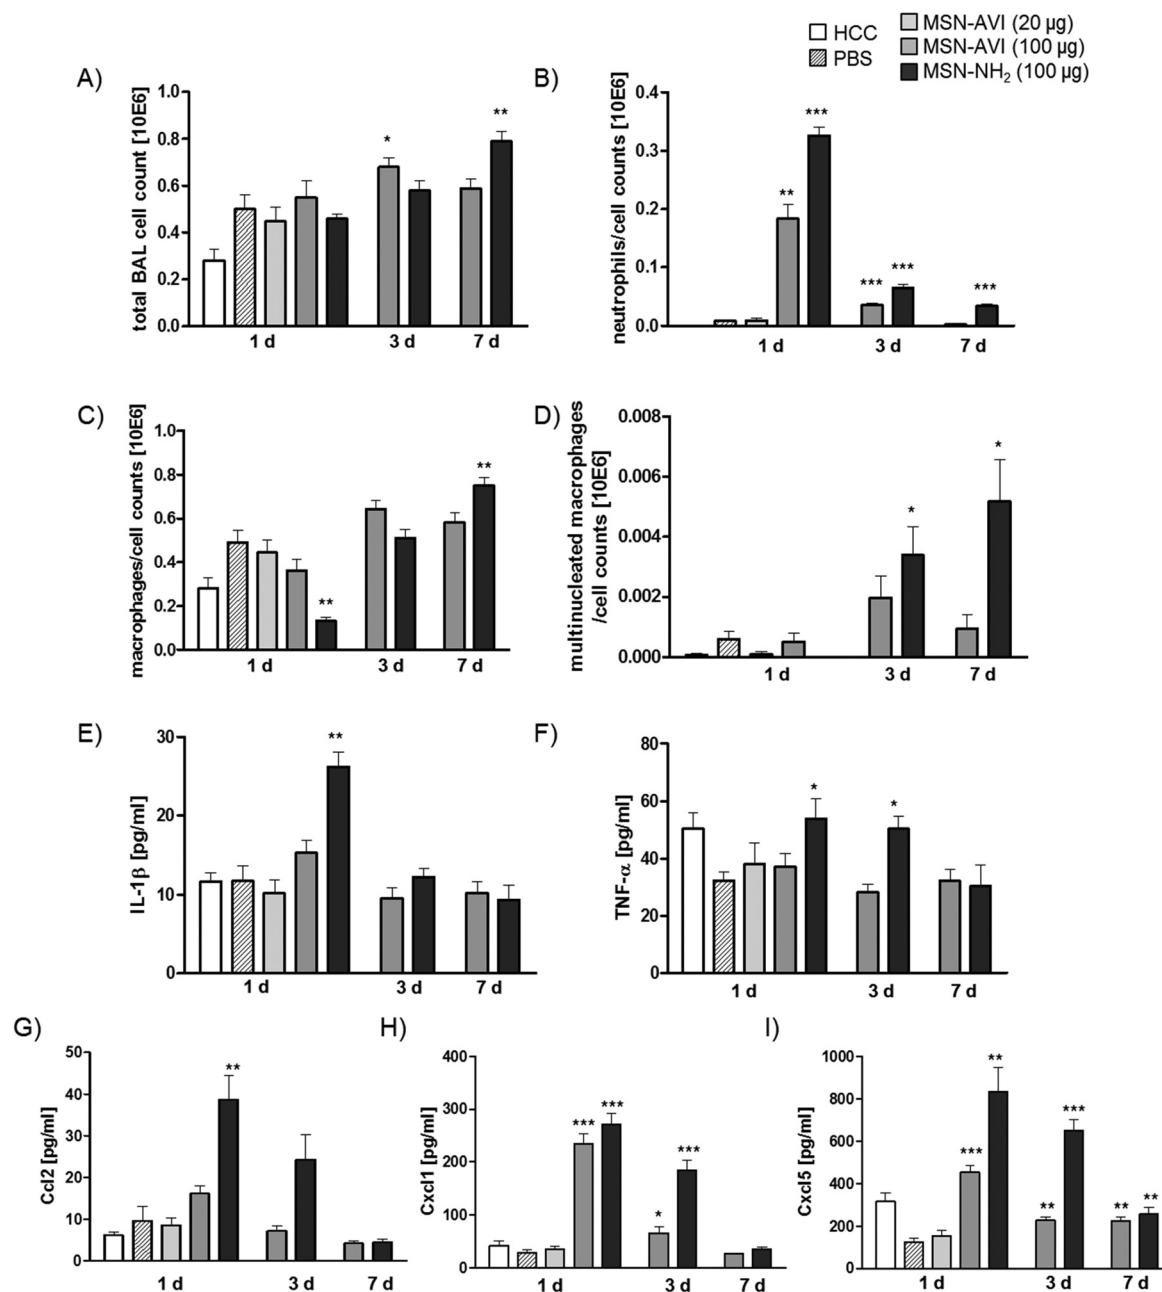 HCC
PBS
MSN-AVI (20 µg)
MSN-AVI (100 µg)
MSN-NH₂ (100 µg)
A)
total BAL cell count [10E6]
1.0
0.8
0.6
0.4
0.2
0.0
*
**
1 d
3 d
7 d
B)
neutrophils/cell counts [10E6]
0.4
0.3
0.2
0.1
0.0
**
***
***
***
***
1 d
3 d
7 d
C)
macrophages/cell counts [10E6]
1.0
0.8
0.6
0.4
0.2
0.0
**
**
1 d
3 d
7 d
D)
multinucleated macrophages
/cell counts [10E6]
0.008
0.006
0.004
0.002
0.000
*
*
1 d
3 d
7 d
E)
IL-1β [pg/ml]
30
20
10
0
**
1 d
3 d
7 d
F)
TNF-α [pg/ml]
80
60
40
20
0
*
*
1 d
3 d
7 d
G)
Ccl2 [pg/ml]
50
40
30
20
10
0
**
1 d
3 d
7 d
H)
Cxcl1 [pg/ml]
400
300
200
100
0
***
***
*
***
1 d
3 d
7 d
I)
Cxcl5 [pg/ml]
1000
800
600
400
200
0
***
**
**
***
**
**
1 d
3 d
7 d